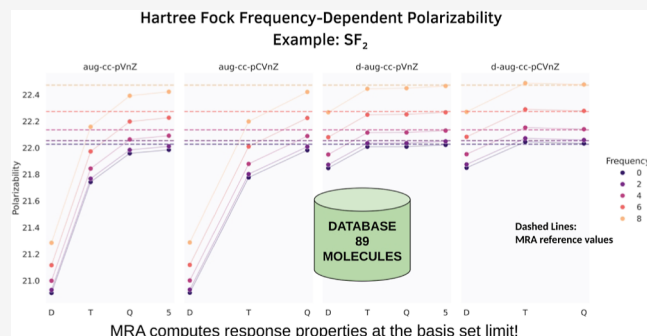 Hartree Fock Frequency-Dependent Polarizability
Example: SF2
aug-cc-pVnZ
aug-cc-pCVnZ
d-aug-cc-pVnZ
d-aug-cc-pCVnZ
Polarizability
22.4
22.2
22.0
21.8
21.6
21.4
21.2
21.0
D T Q 5
D T Q
D T Q 5
D T Q
Frequency
0
2
4
6
8
DATABASE
89
MOLECULES
Dashed Lines:
MRA reference values
MRA computes response properties at the basis set limit!